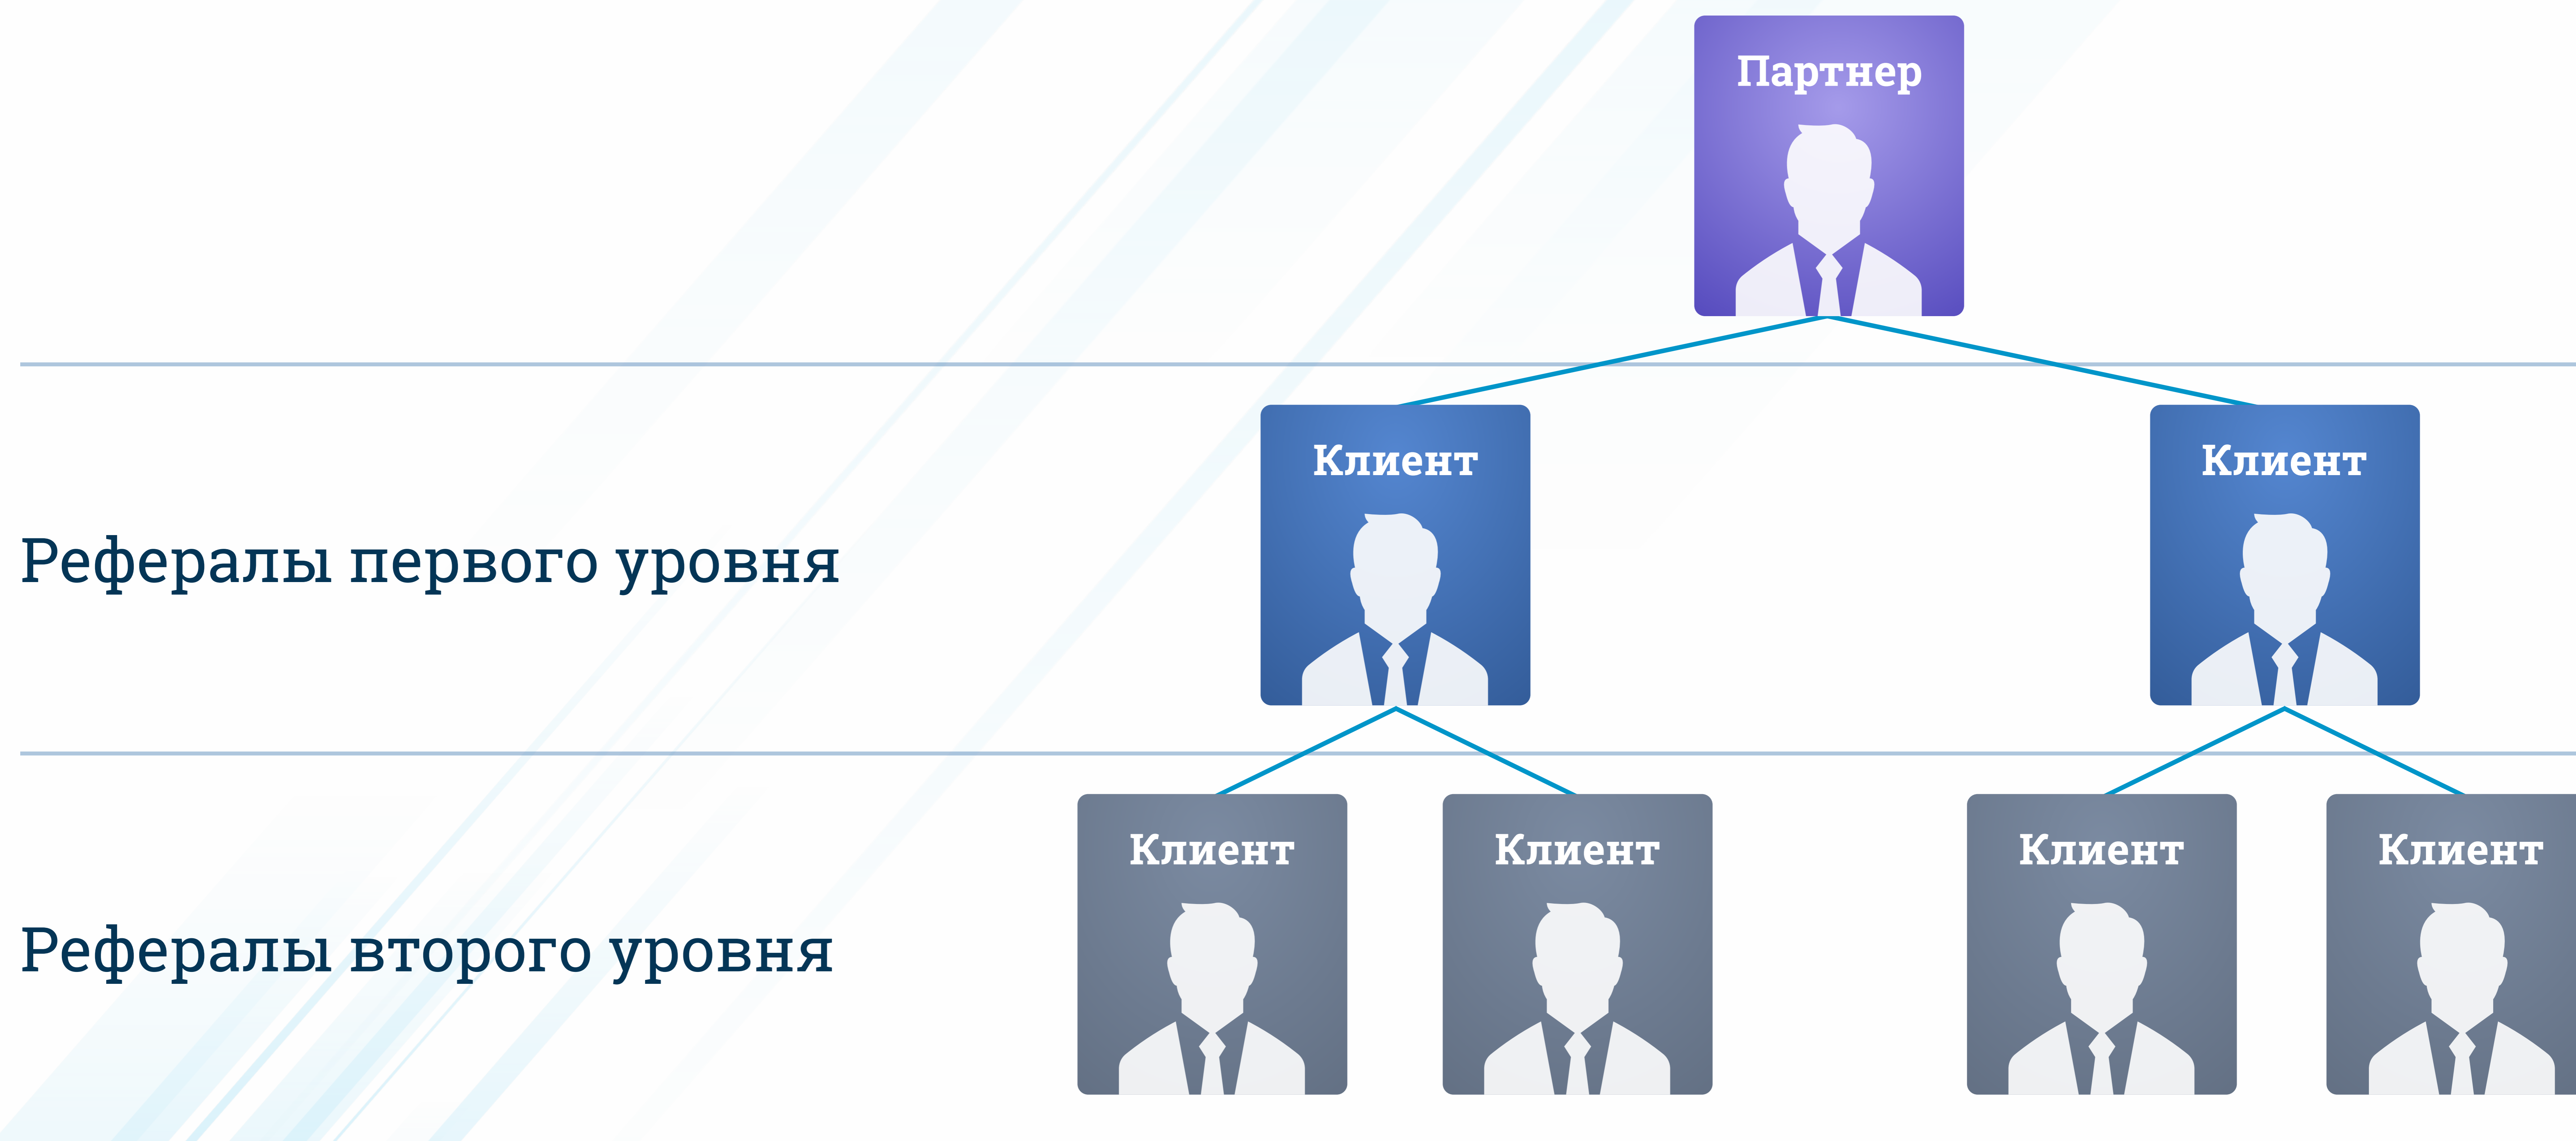 Партнер
Клиент
Клиент
Рефералы первого уровня
Клиент
Клиент
Клиент
Клиент
Рефералы второго уровня